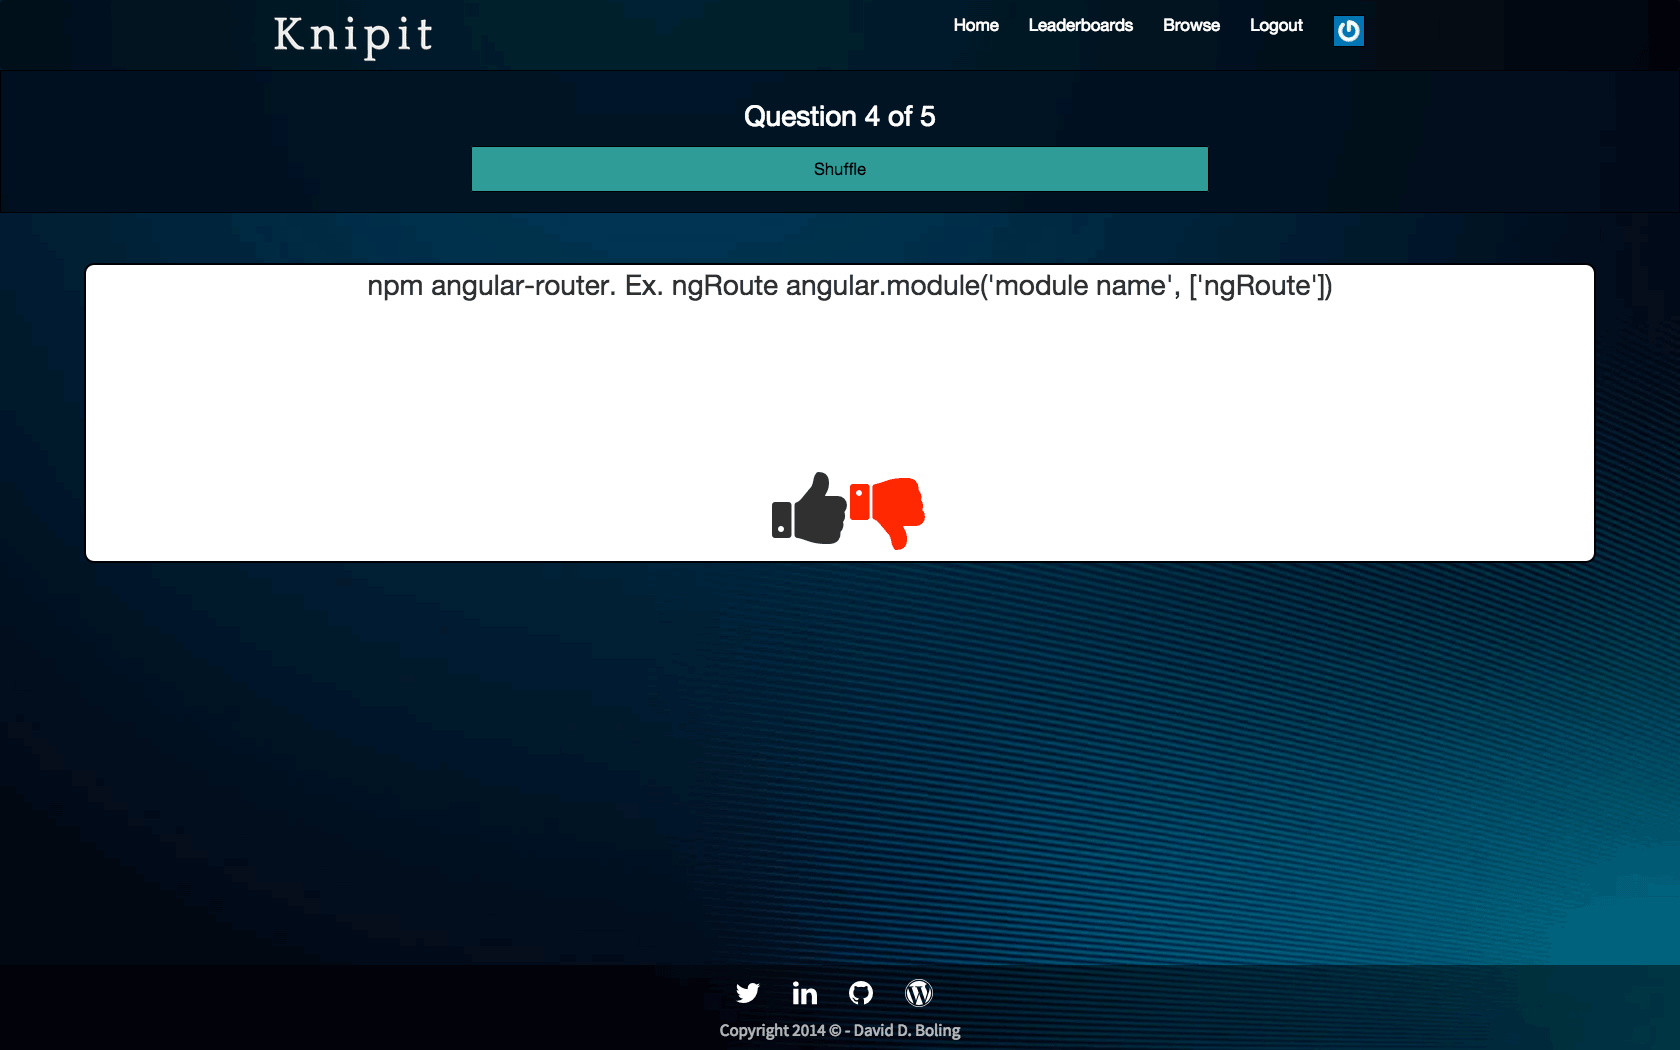 Knipit
Home Leaderboards Browse Logout
Question 4 of 5
Shuffle
npm angular-router. Ex. ngRoute angular.module('module name', ['ngRoute'])
Copyright 2014 © - David D. Boling